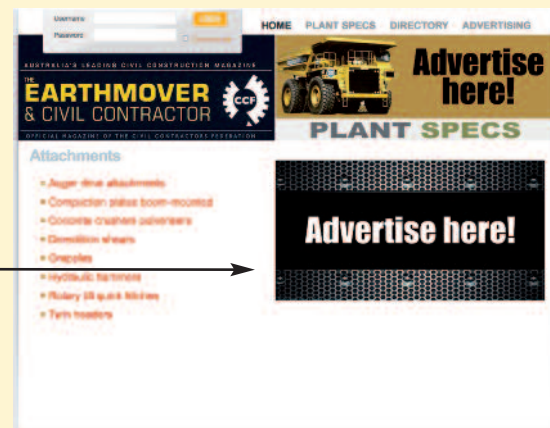 Username
Password
HOME PLANT SPECS DIRECTORY ADVERTISING
AUSTRALIA'S LEADING CIVIL CONSTRUCTION MAGAZINE
THE
EARTHMOVER
& CIVIL CONTRACTOR
CCF
OFFICIAL MAGAZINE OF THE CIVIL CONTRACTORS FEDERATION
Advertise
here!
PLANT SPECS
Attachments
Auger drive attachments
Compaction plates boom-mounted
Concrete crushers pulverisers
Demolition shears
Grapples
Hydraulic hammers
Rotary tilt quick hitches
Twin headers
Advertise here!